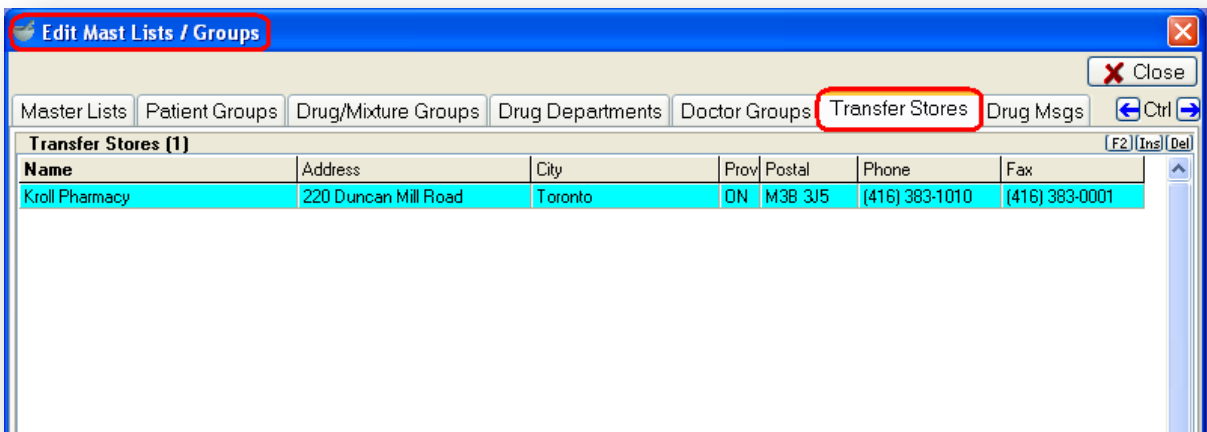 Edit Mast Lists / Groups
Close
Master Lists Patient Groups Drug/Mixture Groups Drug Departments Doctor Groups Transfer Stores Drug Msgs Ctrl
Transfer Stores (1) F2 Ins Del
Name Address City Prov Postal Phone Fax
Kroll Pharmacy 220 Duncan Mill Road Toronto ON M3B 3J5 (416) 383-1010 (416) 383-0001